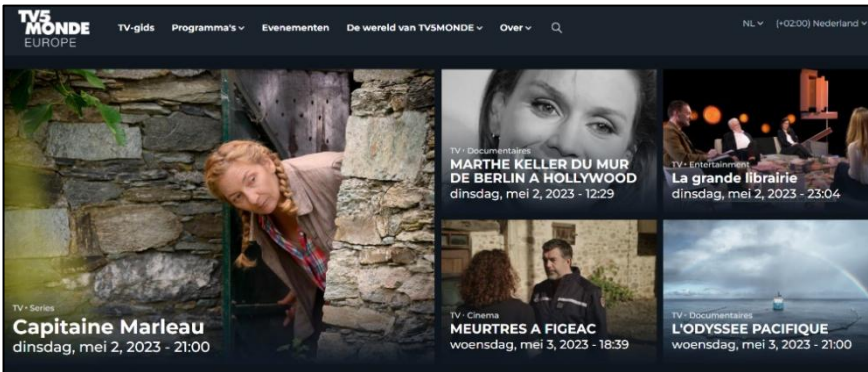 TV5
MONDE
EUROPE
TV-gids Programma's Evenementen De wereld van TV5MONDE Over
NL (+02:00) Nederland
TV • Series
Capitaine Marleau
dinsdag, mei 2, 2023 - 21:00
TV • Documentaires
MARTHE KELLER DU MUR
DE BERLIN A HOLLYWOOD
dinsdag, mei 2, 2023 - 12:29
TV • Entertainment
La grande librairie
dinsdag, mei 2, 2023 - 23:04
TV • Cinema
MEURTRES A FIGEAC
woensdag, mei 3, 2023 - 18:39
TV • Documentaires
L'ODYSSEE PACIFIQUE
woensdag, mei 3, 2023 - 21:00